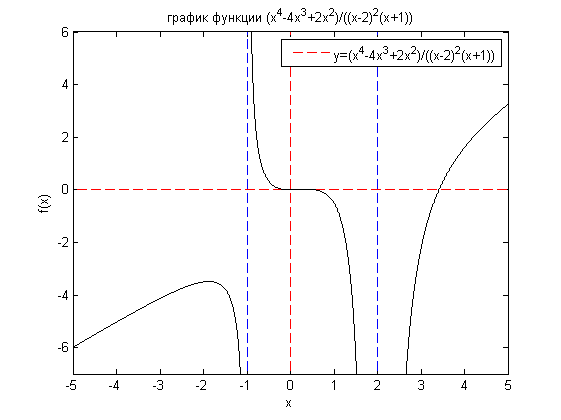 график функции (x⁴-4x³+2x²)/((x-2)²(x+1))
y=(x⁴-4x³+2x²)/((x-2)²(x+1))
6
4
2
0
-2
-4
-6
f(x)
-5 -4 -3 -2 -1 0 1 2 3 4 5
x